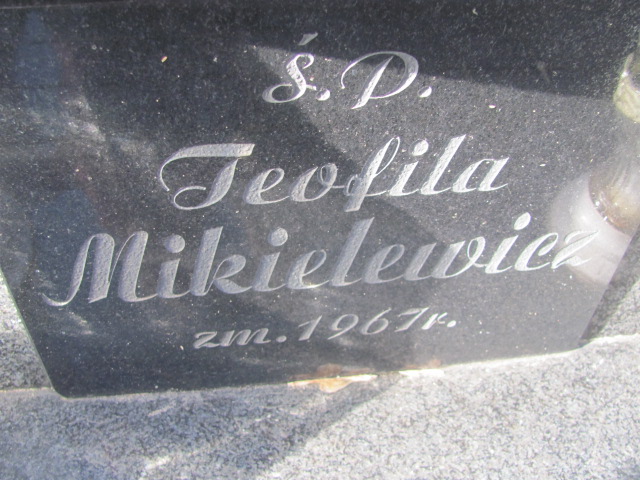 ś. P.
Teofila
Mikielewicz
zm. 1967r.